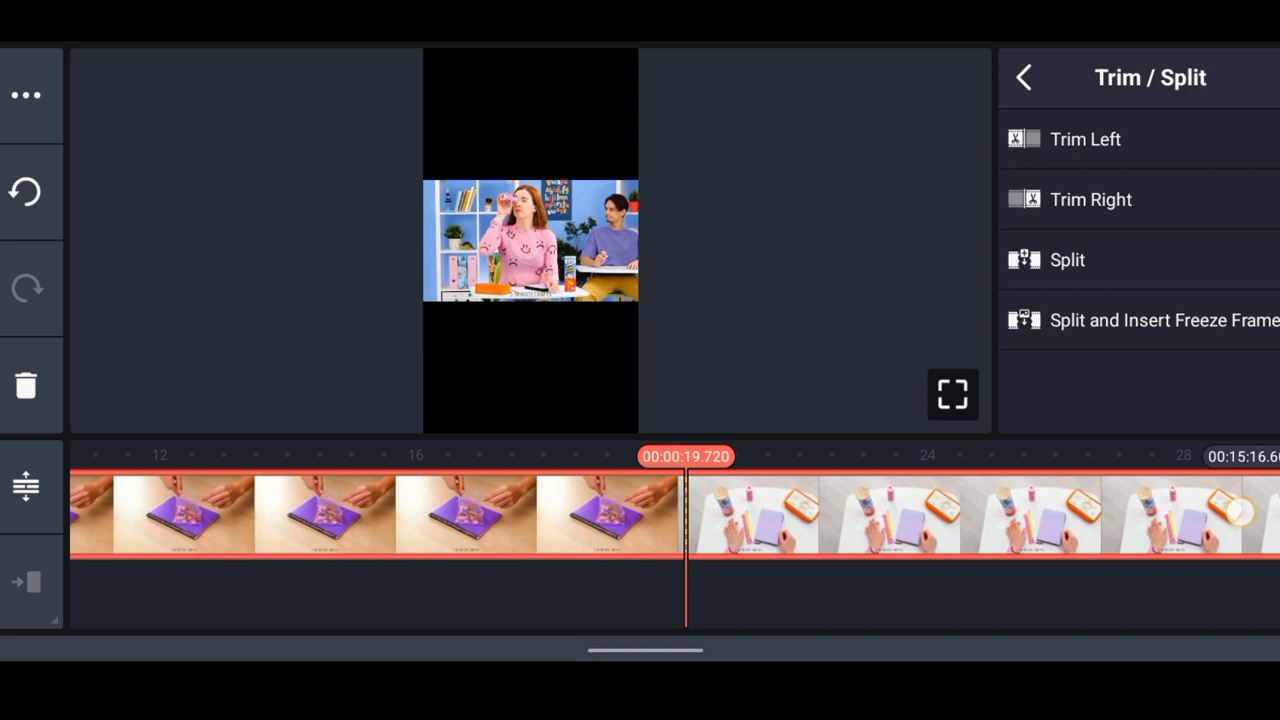 Trim / Split
Trim Left
Trim Right
Split
Split and Insert Freeze Frame
12
16
00:00:19.720
24
28
00:15:16.60